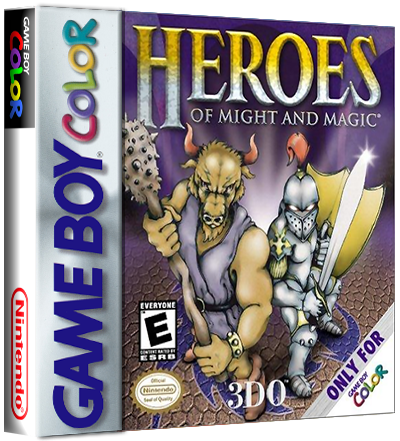 GAME BOY COLOR
Nintendo
GAME BOY COLOR
HEROES
OF MIGHT AND MAGIC®
EVERYONE
E
CONTENT RATED BY
ESRB
Official
Nintendo
Seal of Quality
3DO
ONLY FOR
GAME BOY
COLOR